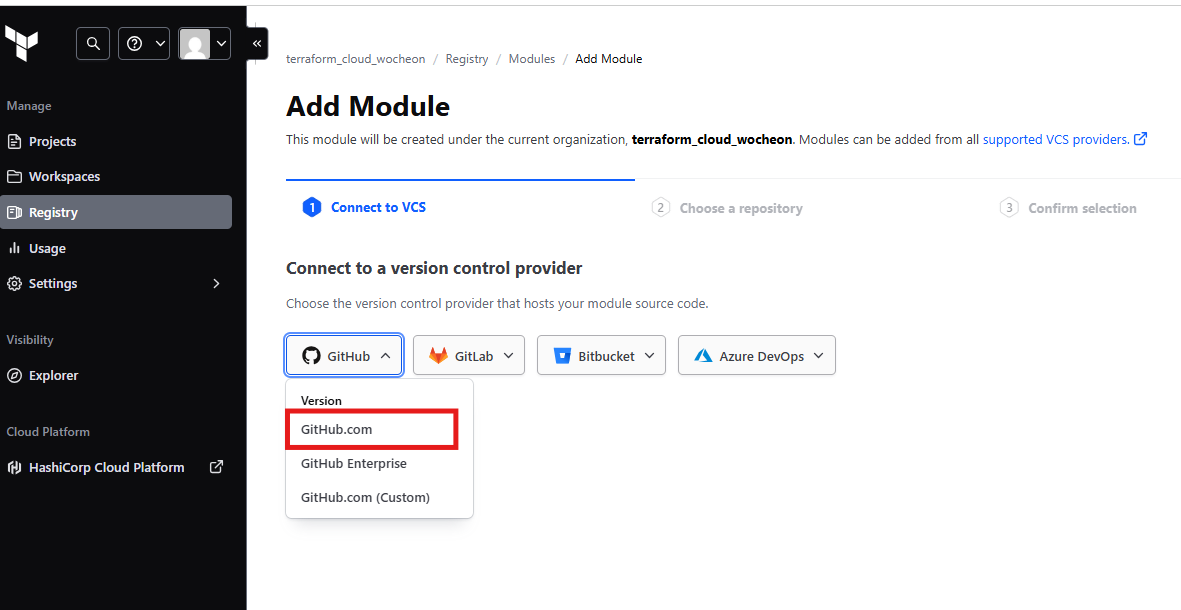 Manage
Projects
Workspaces
Registry
Usage
Settings
Visibility
Explorer
Cloud Platform
HashiCorp Cloud Platform
terraform_cloud_wocheon / Registry / Modules / Add Module
Add Module
This module will be created under the current organization, terraform_cloud_wocheon. Modules can be added from all supported VCS providers.
1 Connect to VCS
2 Choose a repository
3 Confirm selection
Connect to a version control provider
Choose the version control provider that hosts your module source code.
GitHub
GitLab
Bitbucket
Azure DevOps
Version
GitHub.com
GitHub Enterprise
GitHub.com (Custom)